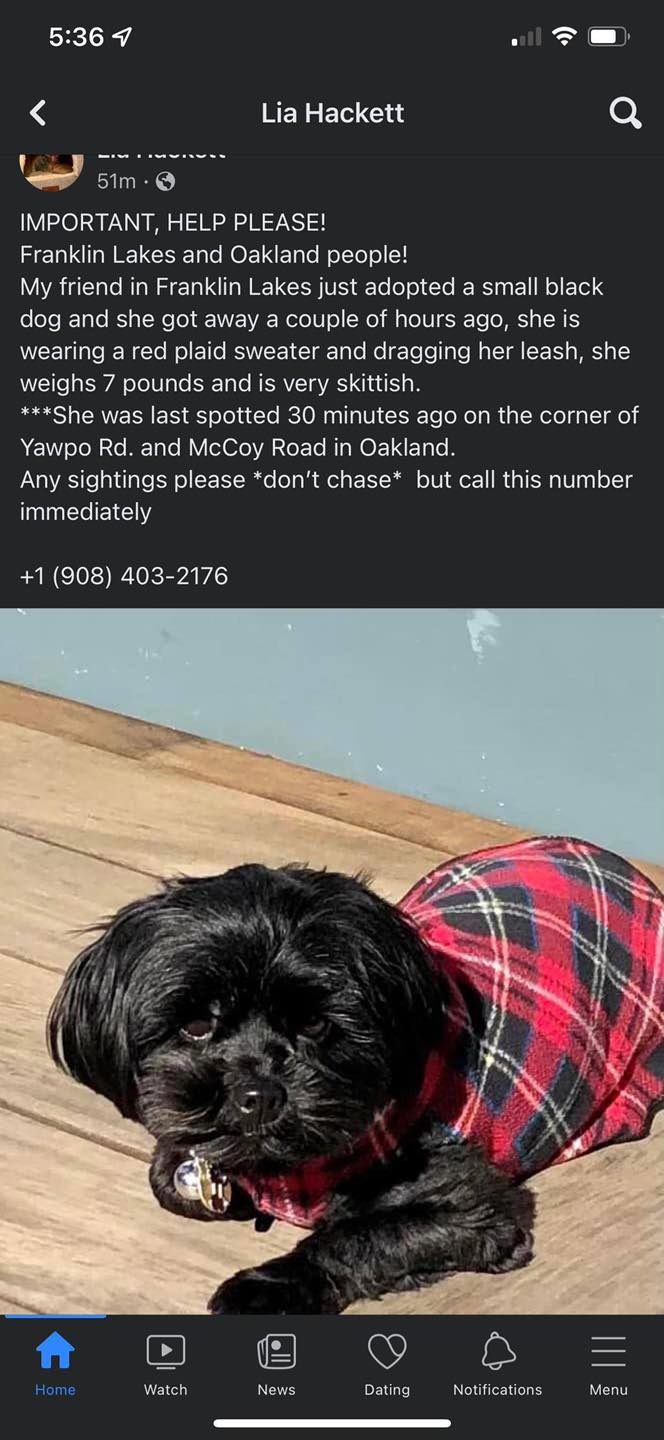 5:36
Lia Hackett
51m ·
IMPORTANT, HELP PLEASE!
Franklin Lakes and Oakland people!
My friend in Franklin Lakes just adopted a small black
dog and she got away a couple of hours ago, she is
wearing a red plaid sweater and dragging her leash, she
weighs 7 pounds and is very skittish.
***She was last spotted 30 minutes ago on the corner of
Yawpo Rd. and McCoy Road in Oakland.
Any sightings please *don’t chase*  but call this number
immediately
+1 (908) 403-2176
Home
Watch
News
Dating
Notifications
Menu